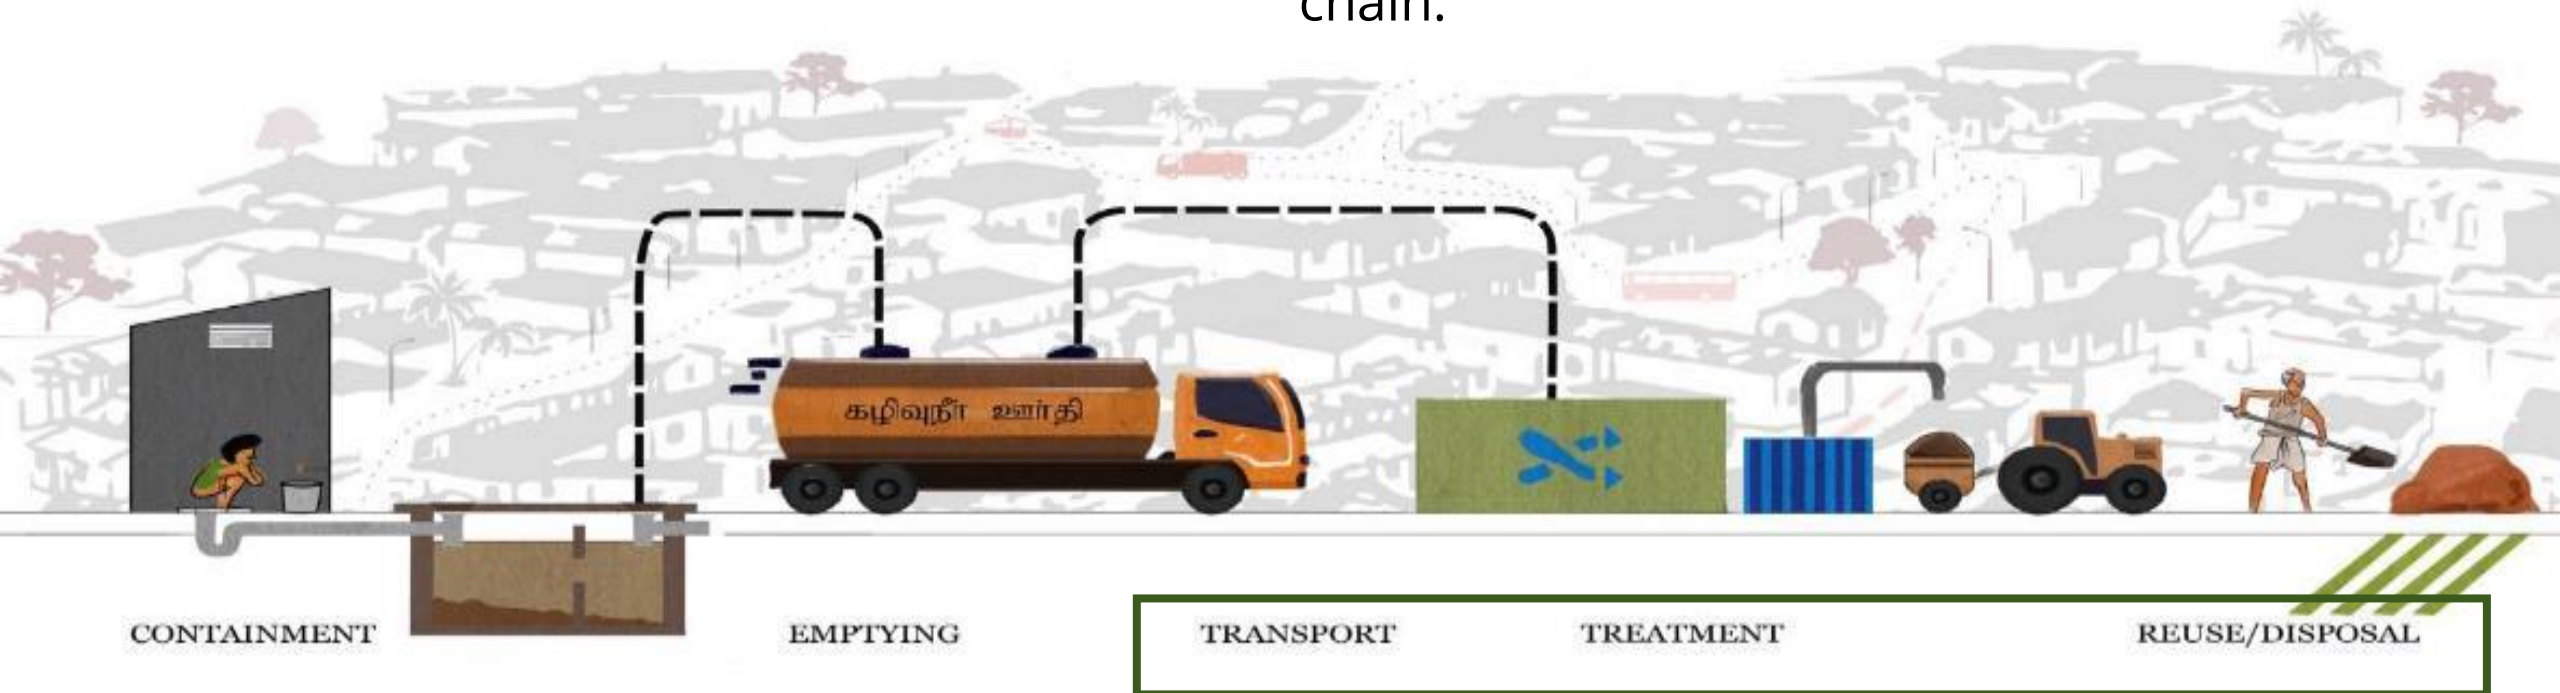 chain.
கழிவுநீர் ஊர்தி
CONTAINMENT
EMPTYING
TRANSPORT
TREATMENT
REUSE/DISPOSAL